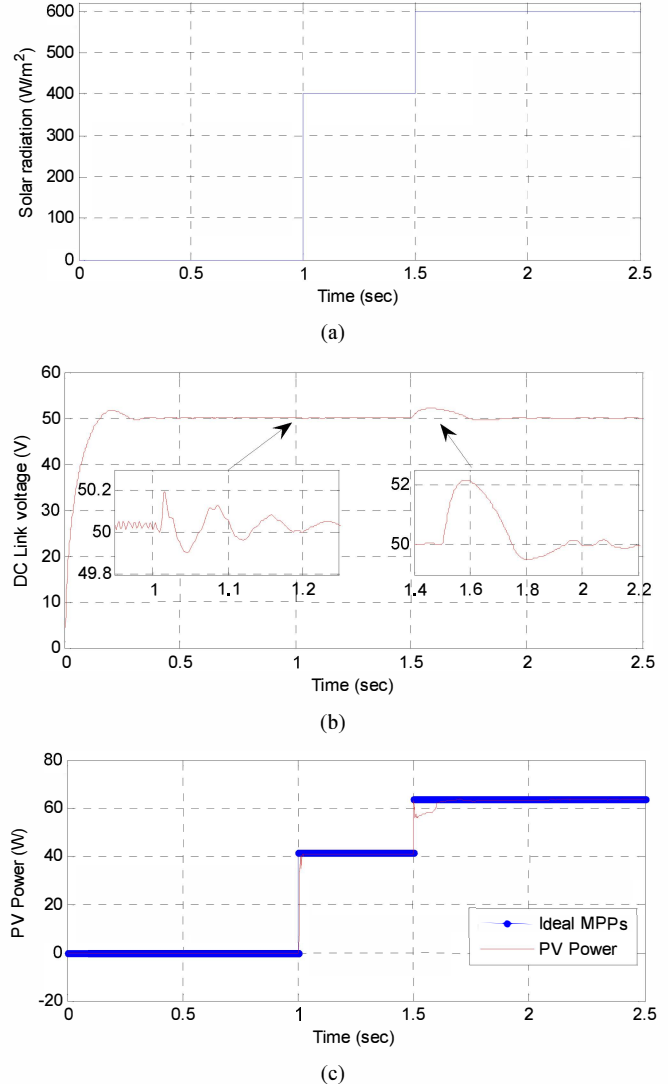 600
500
400
300
200
100
0
Solar radiation (W/m²)
0 0.5 1 1.5 2 2.5
Time (sec)
(a)
60
50
40
30
20
10
0
DC Link voltage (V)
50.2
50
49.8
1 1.1 1.2
52
50
1.4 1.6 1.8 2 2.2
0 0.5 1 1.5 2 2.5
Time (sec)
(b)
80
60
40
20
0
-20
PV Power (W)
Ideal MPPs
PV Power
0 0.5 1 1.5 2 2.5
Time (sec)
(c)